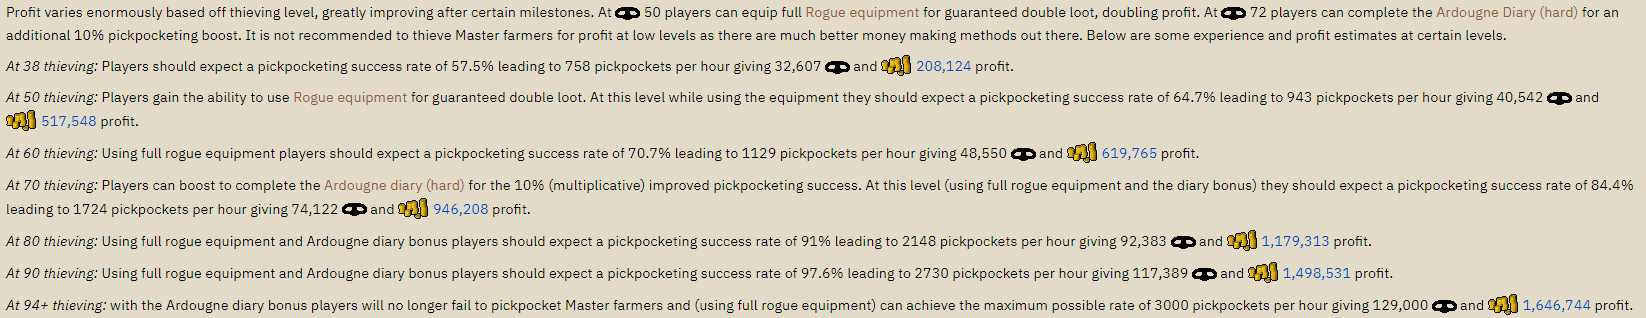 Profit varies enormously based off thieving level, greatly improving after certain milestones. At 50 players can equip full Rogue equipment for guaranteed double loot, doubling profit. At 72 players can complete the Ardougne Diary (hard) for an
additional 10% pickpocketing boost. It is not recommended to thieve Master farmers for profit at low levels as there are much better money making methods out there. Below are some experience and profit estimates at certain levels.
At 38 thieving: Players should expect a pickpocketing success rate of 57.5% leading to 758 pickpockets per hour giving 32,607 and 208,124 profit.
At 50 thieving: Players gain the ability to use Rogue equipment for guaranteed double loot. At this level while using the equipment they should expect a pickpocketing success rate of 64.7% leading to 943 pickpockets per hour giving 40,542 and
517,548 profit.
At 60 thieving: Using full rogue equipment players should expect a pickpocketing success rate of 70.7% leading to 1129 pickpockets per hour giving 48,550 and 619,765 profit.
At 70 thieving: Players can boost to complete the Ardougne diary (hard) for the 10% (multiplicative) improved pickpocketing success. At this level (using full rogue equipment and the diary bonus) they should expect a pickpocketing success rate of 84.4%
leading to 1724 pickpockets per hour giving 74,122 and 946,208 profit.
At 80 thieving: Using full rogue equipment and Ardougne diary bonus players should expect a pickpocketing success rate of 91% leading to 2148 pickpockets per hour giving 92,383 and 1,179,313 profit.
At 90 thieving: Using full rogue equipment and Ardougne diary bonus players should expect a pickpocketing success rate of 97.6% leading to 2730 pickpockets per hour giving 117,389 and 1,498,531 profit.
At 94+ thieving: with the Ardougne diary bonus players will no longer fail to pickpocket Master farmers and (using full rogue equipment) can achieve the maximum possible rate of 3000 pickpockets per hour giving 129,000 and 1,646,744 profit.